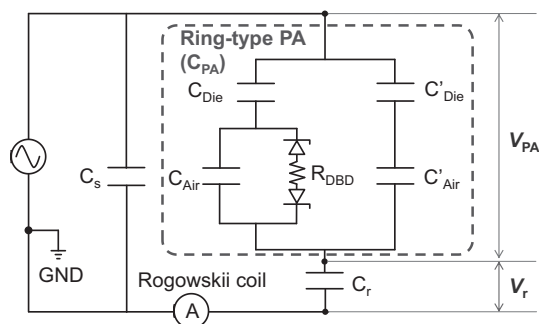 Ring-type PA
(C_PA)
C_Die
C'_Die
V_PA
C_s
C_Air
R_DBD
C'_Air
GND
Rogowskii coil
A
C_r
V_r